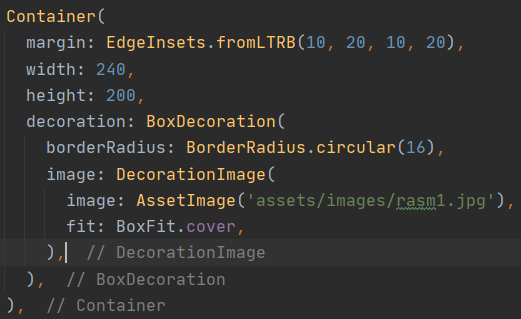 Container(
  margin: EdgeInsets.fromLTRB(10, 20, 10, 20),
  width: 240,
  height: 200,
  decoration: BoxDecoration(
    borderRadius: BorderRadius.circular(16),
    image: DecorationImage(
      image: AssetImage('assets/images/rasm1.jpg'),
      fit: BoxFit.cover,
    ),  // DecorationImage
  ),  // BoxDecoration
),  // Container